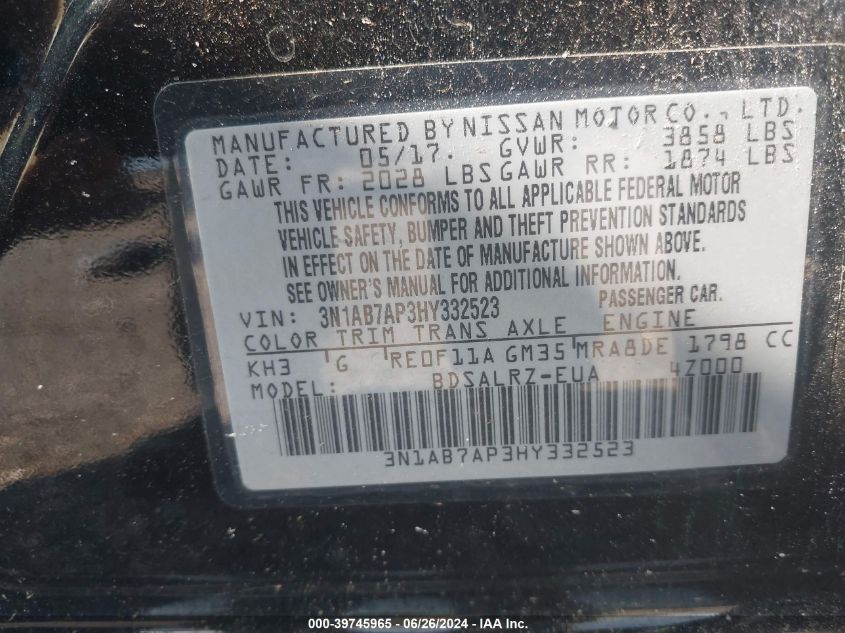 MANUFACTURED BY NISSAN MOTOR CO., LTD.
DATE: 05/17. GVWR: 3858 LBS
GAWR FR: 2028 LBS GAWR RR: 1874 LBS
THIS VEHICLE CONFORMS TO ALL APPLICABLE FEDERAL MOTOR
VEHICLE SAFETY, BUMPER AND THEFT PREVENTION STANDARDS
IN EFFECT ON THE DATE OF MANUFACTURE SHOWN ABOVE.
SEE OWNER'S MANUAL FOR ADDITIONAL INFORMATION.
VIN: 3N1AB7AP3HY332523 PASSENGER CAR.
COLOR TRIM TRANS AXLE ENGINE
KH3 G RE0F11A GM35 MRA8DE 1798 CC
MODEL: BDSALRZ-EUA 4Z000
3N1AB7AP3HY332523
000-39745965 - 06/26/2024 - IAA Inc.